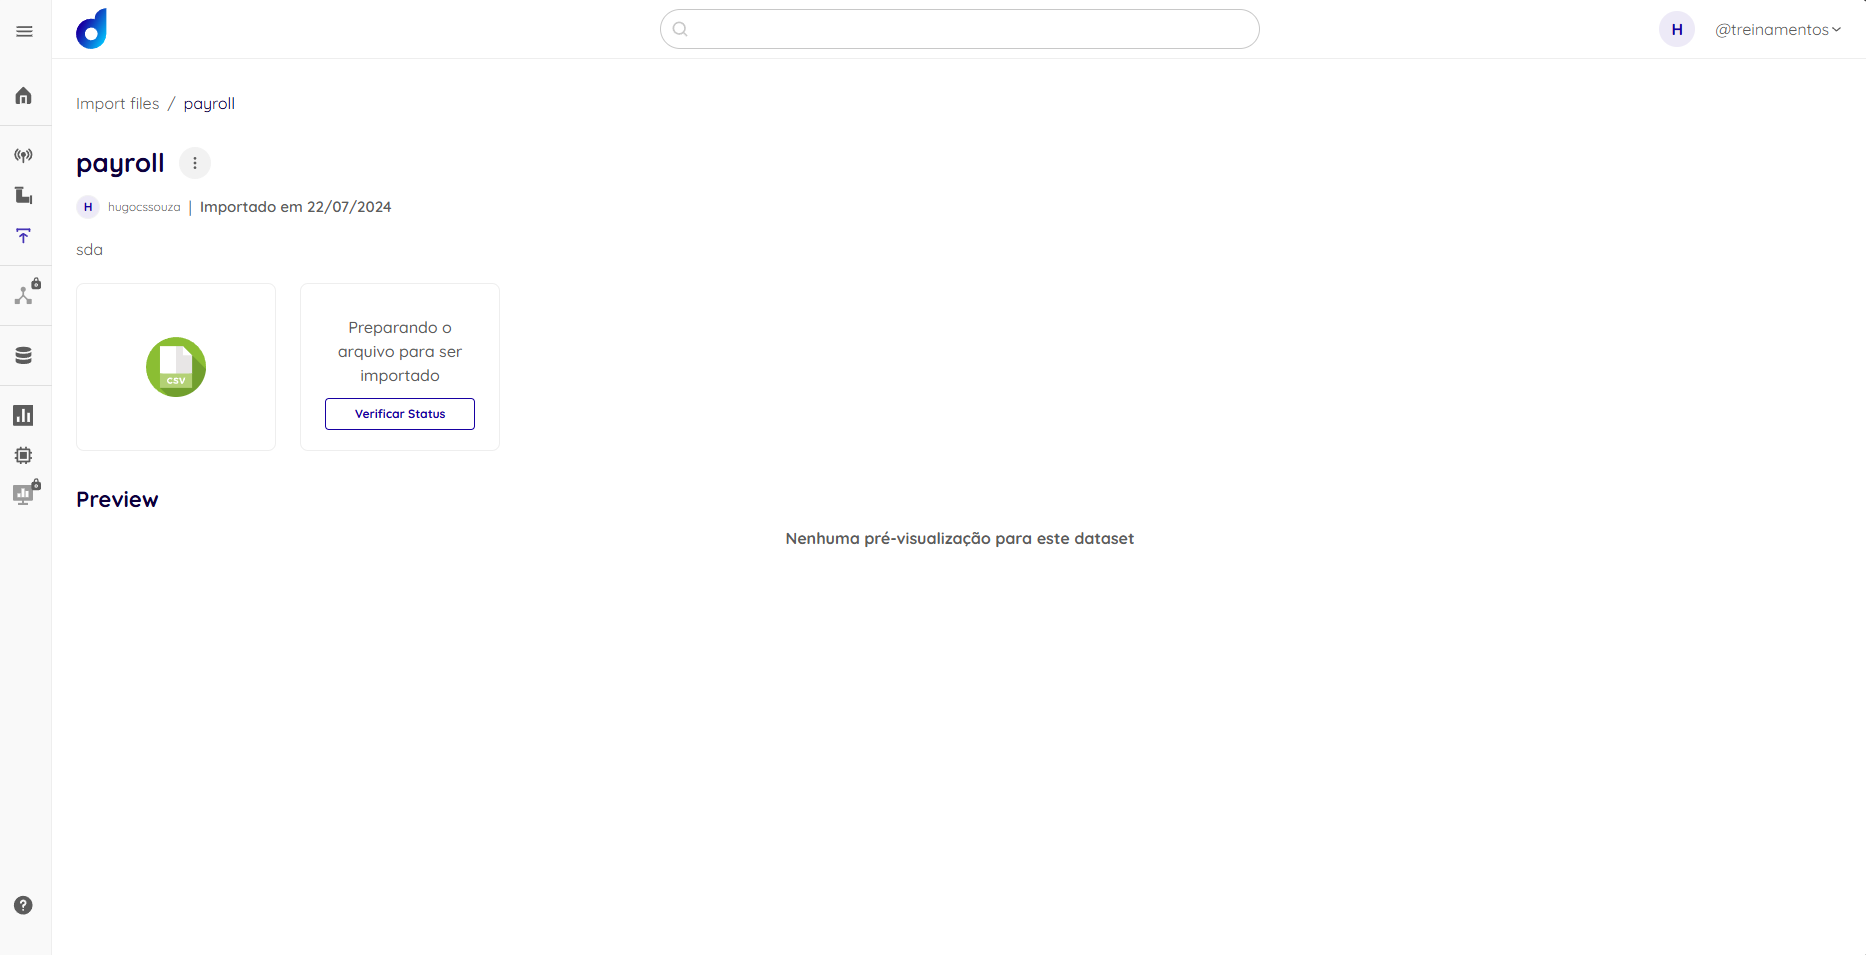 H
@treinamentos
Import files / payroll
payroll
H hugocssouza | Importado em 22/07/2024
sda
CSV
Preparando o
arquivo para ser
importado
Verificar Status
Preview
Nenhuma pré-visualização para este dataset
?